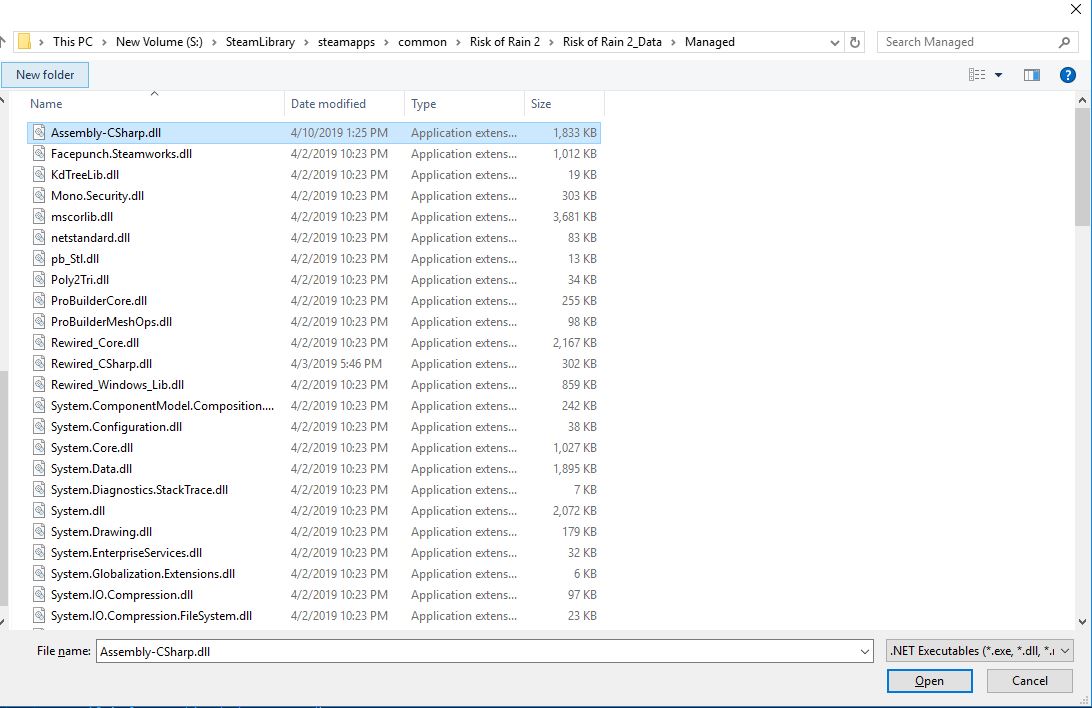 This PC > New Volume (S:) > SteamLibrary > steamapps > common > Risk of Rain 2 > Risk of Rain 2_Data > Managed
Search Managed
New folder
Name Date modified Type Size
Assembly-CSharp.dll 4/10/2019 1:25 PM Application extens... 1,833 KB
Facepunch.Steamworks.dll 4/2/2019 10:23 PM Application extens... 1,012 KB
KdTreeLib.dll 4/2/2019 10:23 PM Application extens... 19 KB
Mono.Security.dll 4/2/2019 10:23 PM Application extens... 303 KB
mscorlib.dll 4/2/2019 10:23 PM Application extens... 3,681 KB
netstandard.dll 4/2/2019 10:23 PM Application extens... 83 KB
pb_Stl.dll 4/2/2019 10:23 PM Application extens... 13 KB
Poly2Tri.dll 4/2/2019 10:23 PM Application extens... 34 KB
ProBuilderCore.dll 4/2/2019 10:23 PM Application extens... 255 KB
ProBuilderMeshOps.dll 4/2/2019 10:23 PM Application extens... 98 KB
Rewired_Core.dll 4/2/2019 10:23 PM Application extens... 2,167 KB
Rewired_CSharp.dll 4/3/2019 5:46 PM Application extens... 302 KB
Rewired_Windows_Lib.dll 4/2/2019 10:23 PM Application extens... 859 KB
System.ComponentModel.Composition.... 4/2/2019 10:23 PM Application extens... 242 KB
System.Configuration.dll 4/2/2019 10:23 PM Application extens... 38 KB
System.Core.dll 4/2/2019 10:23 PM Application extens... 1,027 KB
System.Data.dll 4/2/2019 10:23 PM Application extens... 1,895 KB
System.Diagnostics.StackTrace.dll 4/2/2019 10:23 PM Application extens... 7 KB
System.dll 4/2/2019 10:23 PM Application extens... 2,072 KB
System.Drawing.dll 4/2/2019 10:23 PM Application extens... 179 KB
System.EnterpriseServices.dll 4/2/2019 10:23 PM Application extens... 32 KB
System.Globalization.Extensions.dll 4/2/2019 10:23 PM Application extens... 6 KB
System.IO.Compression.dll 4/2/2019 10:23 PM Application extens... 97 KB
System.IO.Compression.FileSystem.dll 4/2/2019 10:23 PM Application extens... 23 KB
File name: Assembly-CSharp.dll .NET Executables (*.exe, *.dll, *.
Open Cancel